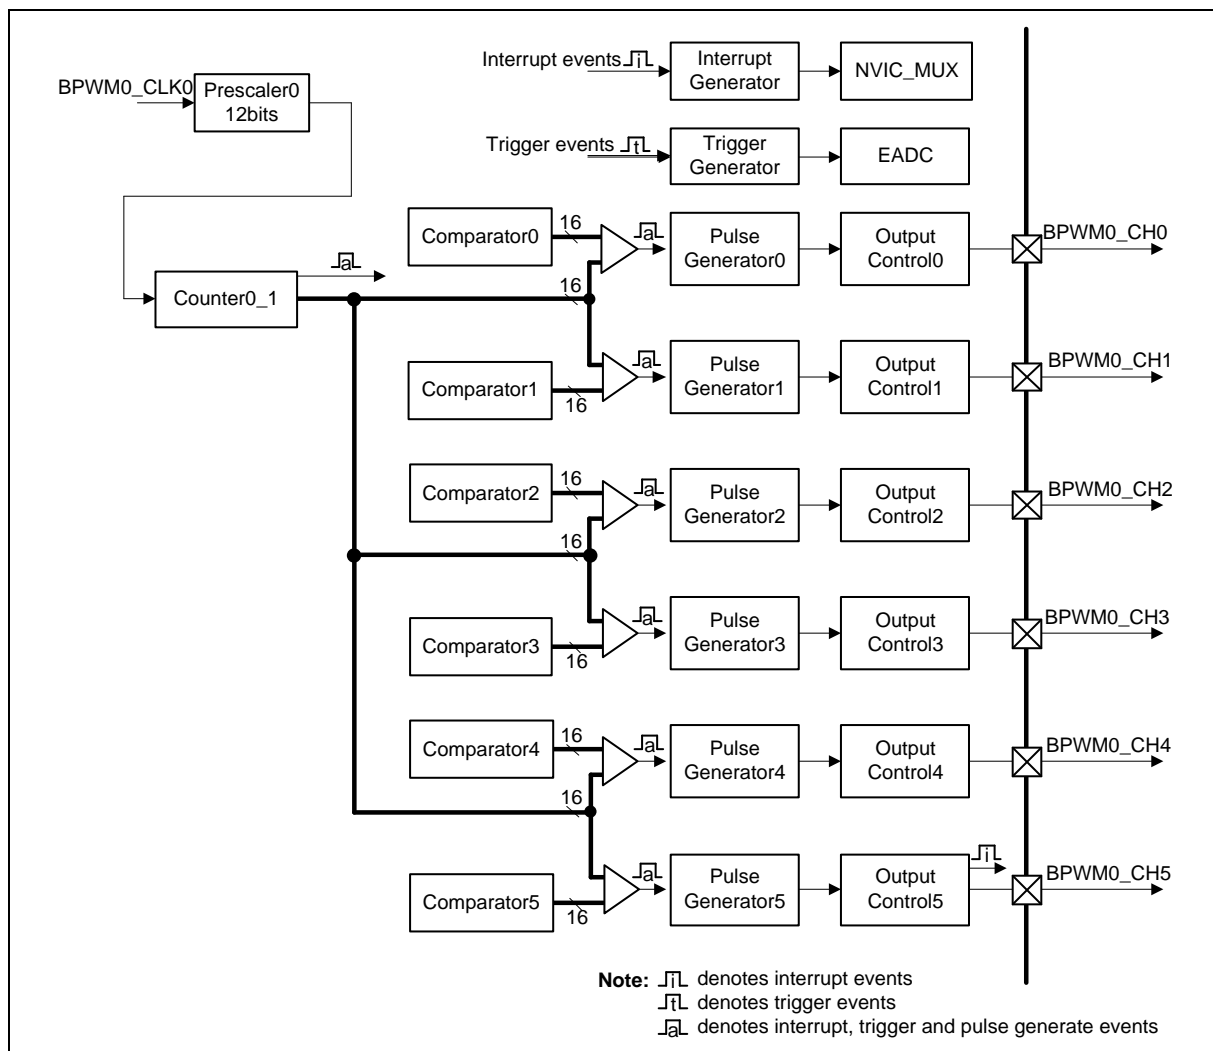 Interrupt events
i
Interrupt
Generator
NVIC_MUX
BPWM0_CLK0
Prescaler0
12bits
Trigger events
t
Trigger
Generator
EADC
Comparator0
16
a
Pulse
Generator0
Output
Control0
BPWM0_CH0
a
Counter0_1
16
Comparator1
16
a
Pulse
Generator1
Output
Control1
BPWM0_CH1
Comparator2
16
a
Pulse
Generator2
Output
Control2
BPWM0_CH2
16
Comparator3
16
a
Pulse
Generator3
Output
Control3
BPWM0_CH3
Comparator4
16
a
Pulse
Generator4
Output
Control4
BPWM0_CH4
16
Comparator5
16
a
Pulse
Generator5
Output
Control5
i
BPWM0_CH5
Note: i denotes interrupt events
t denotes trigger events
a denotes interrupt, trigger and pulse generate events